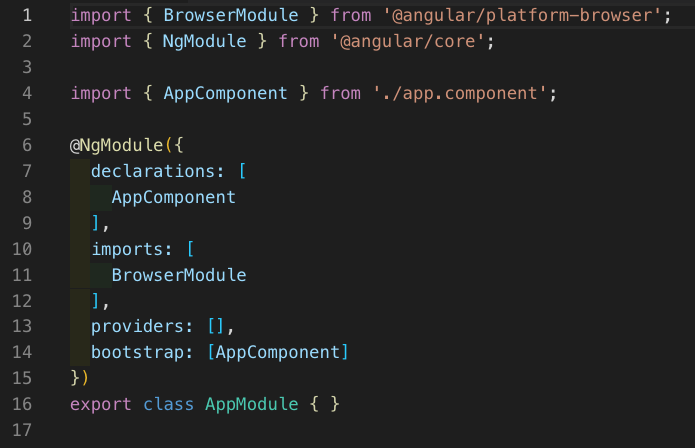 1 import { BrowserModule } from '@angular/platform-browser';
2 import { NgModule } from '@angular/core';
3
4 import { AppComponent } from './app.component';
5
6 @NgModule({
7   declarations: [
8     AppComponent
9   ],
10   imports: [
11     BrowserModule
12   ],
13   providers: [],
14   bootstrap: [AppComponent]
15 })
16 export class AppModule { }
17